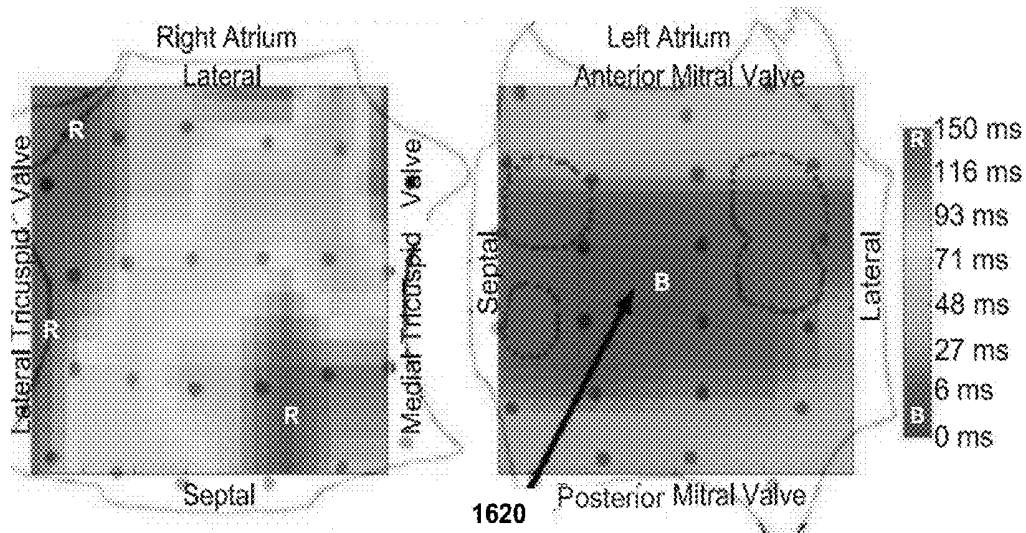 Right Atrium
Lateral
Lateral Tricuspid Valve
Medial Tricuspid Valve
Septal
R
R
R
Left Atrium
Anterior Mitral Valve
Septal
Lateral
B
Posterior Mitral Valve
1620
R
150 ms
116 ms
93 ms
71 ms
48 ms
27 ms
6 ms
B
0 ms